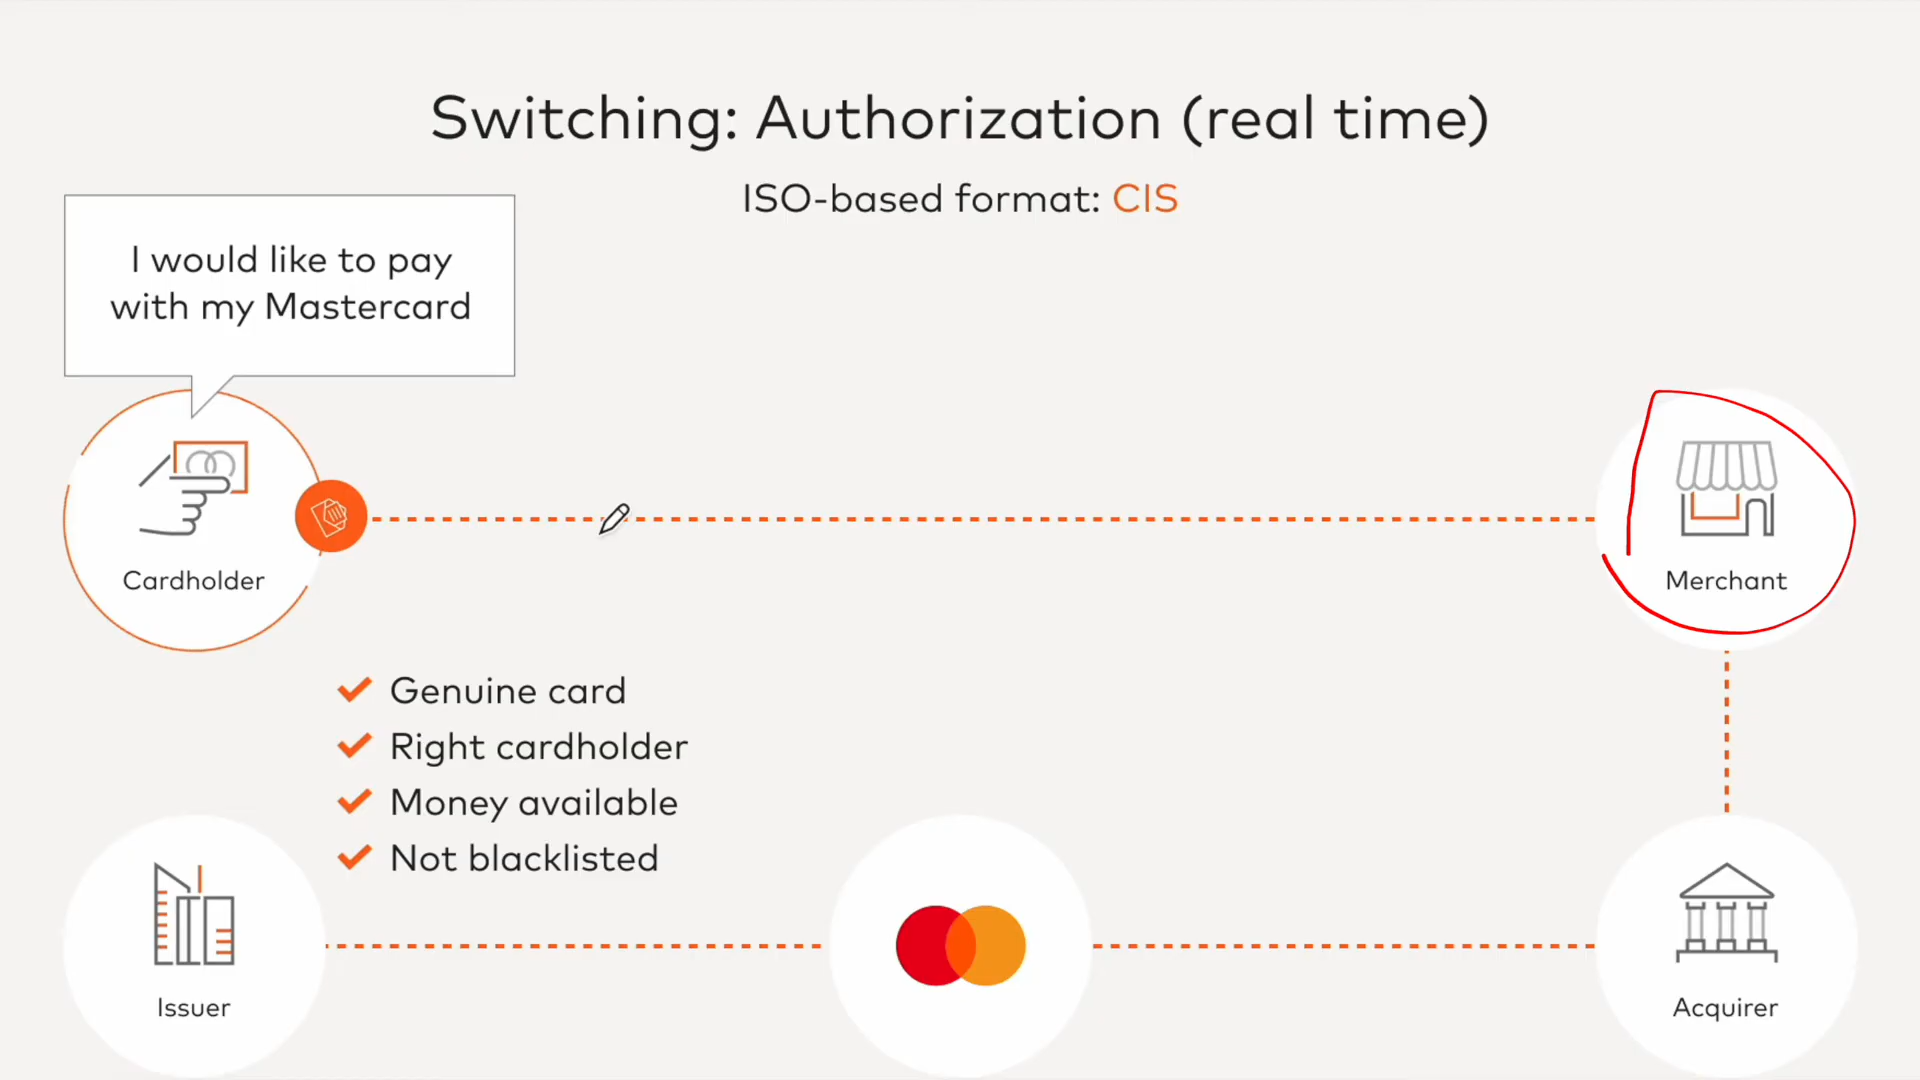 Switching: Authorization (real time)
ISO-based format: CIS
I would like to pay
with my Mastercard
Cardholder
Merchant
Genuine card
Right cardholder
Money available
Not blacklisted
Issuer
Acquirer